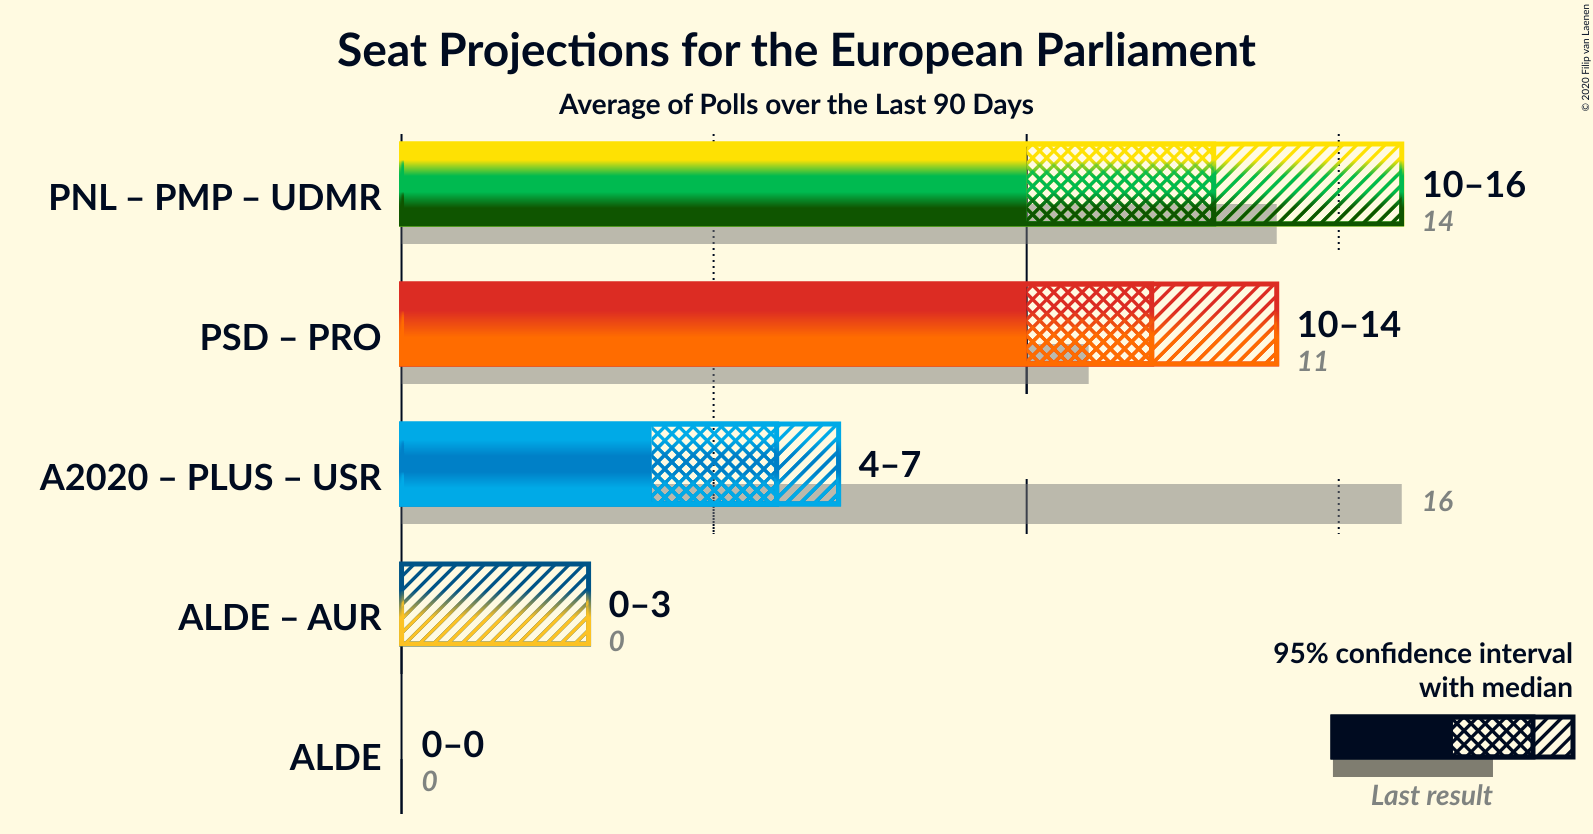 Seat Projections for the European Parliament
Average of Polls over the Last 90 Days
© 2020 Filip van Laenen
PNL – PMP – UDMR
10–16
14
PSD – PRO
10–14
11
A2020 – PLUS – USR
4–7
16
ALDE – AUR
0–3
0
ALDE
0–0
0
95% confidence interval
with median
Last result